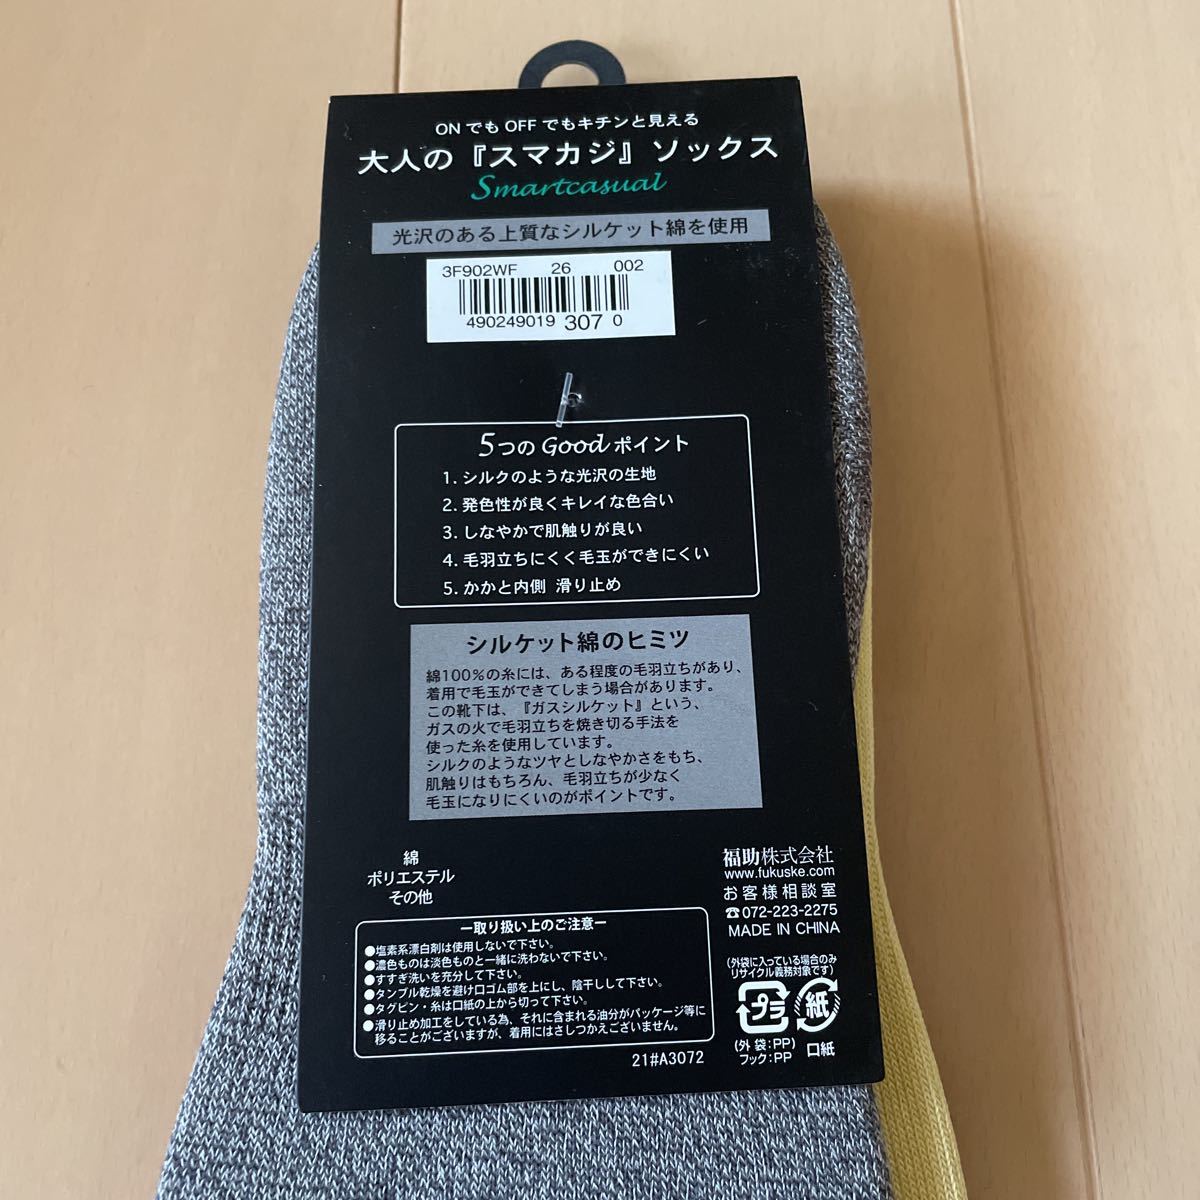 ONでもOFFでもキチンと見える
大人の『スマカジ』ソックス
Smartcasual
光沢のある上質なシルケット綿を使用
3F902WF 26 002
490249019 307 0
5つのGoodポイント
1. シルクのような光沢の生地
2. 発色性が良くキレイな色合い
3. しなやかで肌触りが良い
4. 毛羽立ちにくく毛玉ができにくい
5. かかと内側 滑り止め
シルケット綿のヒミツ
綿100%の糸には、ある程度の毛羽立ちがあり、
着用で毛玉ができてしまう場合があります。
この靴下は、『ガスシルケット』という、
ガスの火で毛羽立ちを焼き切る手法を
使った糸を使用しています。
シルクのようなツヤとしなやかさをもち、
肌触りはもちろん、毛羽立ちが少なく
毛玉になりにくいのがポイントです。
綿
ポリエステル
その他
福助株式会社
www.fukuske.com
お客様相談室
☎072-223-2275
MADE IN CHINA
ー取り扱い上のご注意ー
●塩素系漂白剤は使用しないで下さい。
●濃色ものは淡色ものと一緒に洗わないで下さい。
●すすぎ洗いを充分して下さい。
●タンブル乾燥を避け口ゴム部を上にし、陰干しして下さい。
●タグピン・糸は口紙の上から切って下さい。
●滑り止め加工をしている為、それに含まれる油分がパッケージ等に
移ることがございますが、着用にはさしつかえございません。
(外袋に入っている場合のみ
リサイクル義務対象です)
プラ 紙
(外袋:PP)
フック:PP
口紙
21#A3072